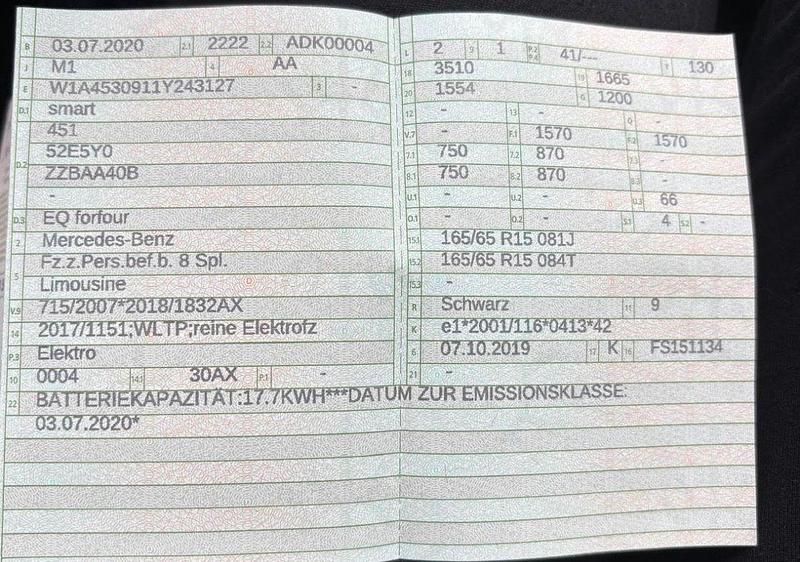 B 03.07.2020 2.1 2222 2.2 ADK00004
J M1 4 AA
E W1A4530911Y243127 3 -
D.1 smart
451
D.2 52E5Y0
ZZBAA40B
-
D.3 EQ forfour
2 Mercedes-Benz
5 Fz.z.Pers.bef.b. 8 Spl.
Limousine
V.9 715/2007*2018/1832AX
14 2017/1151;WLTP;reine Elektrofz
P.3 Elektro
10 0004 14.1 30AX P.1 -
L 2 9 1 P.2 P.4 41/--- T 130
18 3510 19 1665
20 1554 G 1200
12 - 13 - Q -
V.7 - F.1 1570 F.2 1570
7.1 750 7.2 870 7.3 -
8.1 750 8.2 870 8.3 -
U.1 - U.2 - U.3 66
O.1 - O.2 - S.1 4 S.2 -
15.1 165/65 R15 081J
15.2 165/65 R15 084T
15.3 -
R Schwarz 11 9
K e1*2001/116*0413*42
6 07.10.2019 17 K 16 FS151134
21 -
22 BATTERIEKAPAZITÄT:17.7KWH***DATUM ZUR EMISSIONSKLASSE:
03.07.2020*